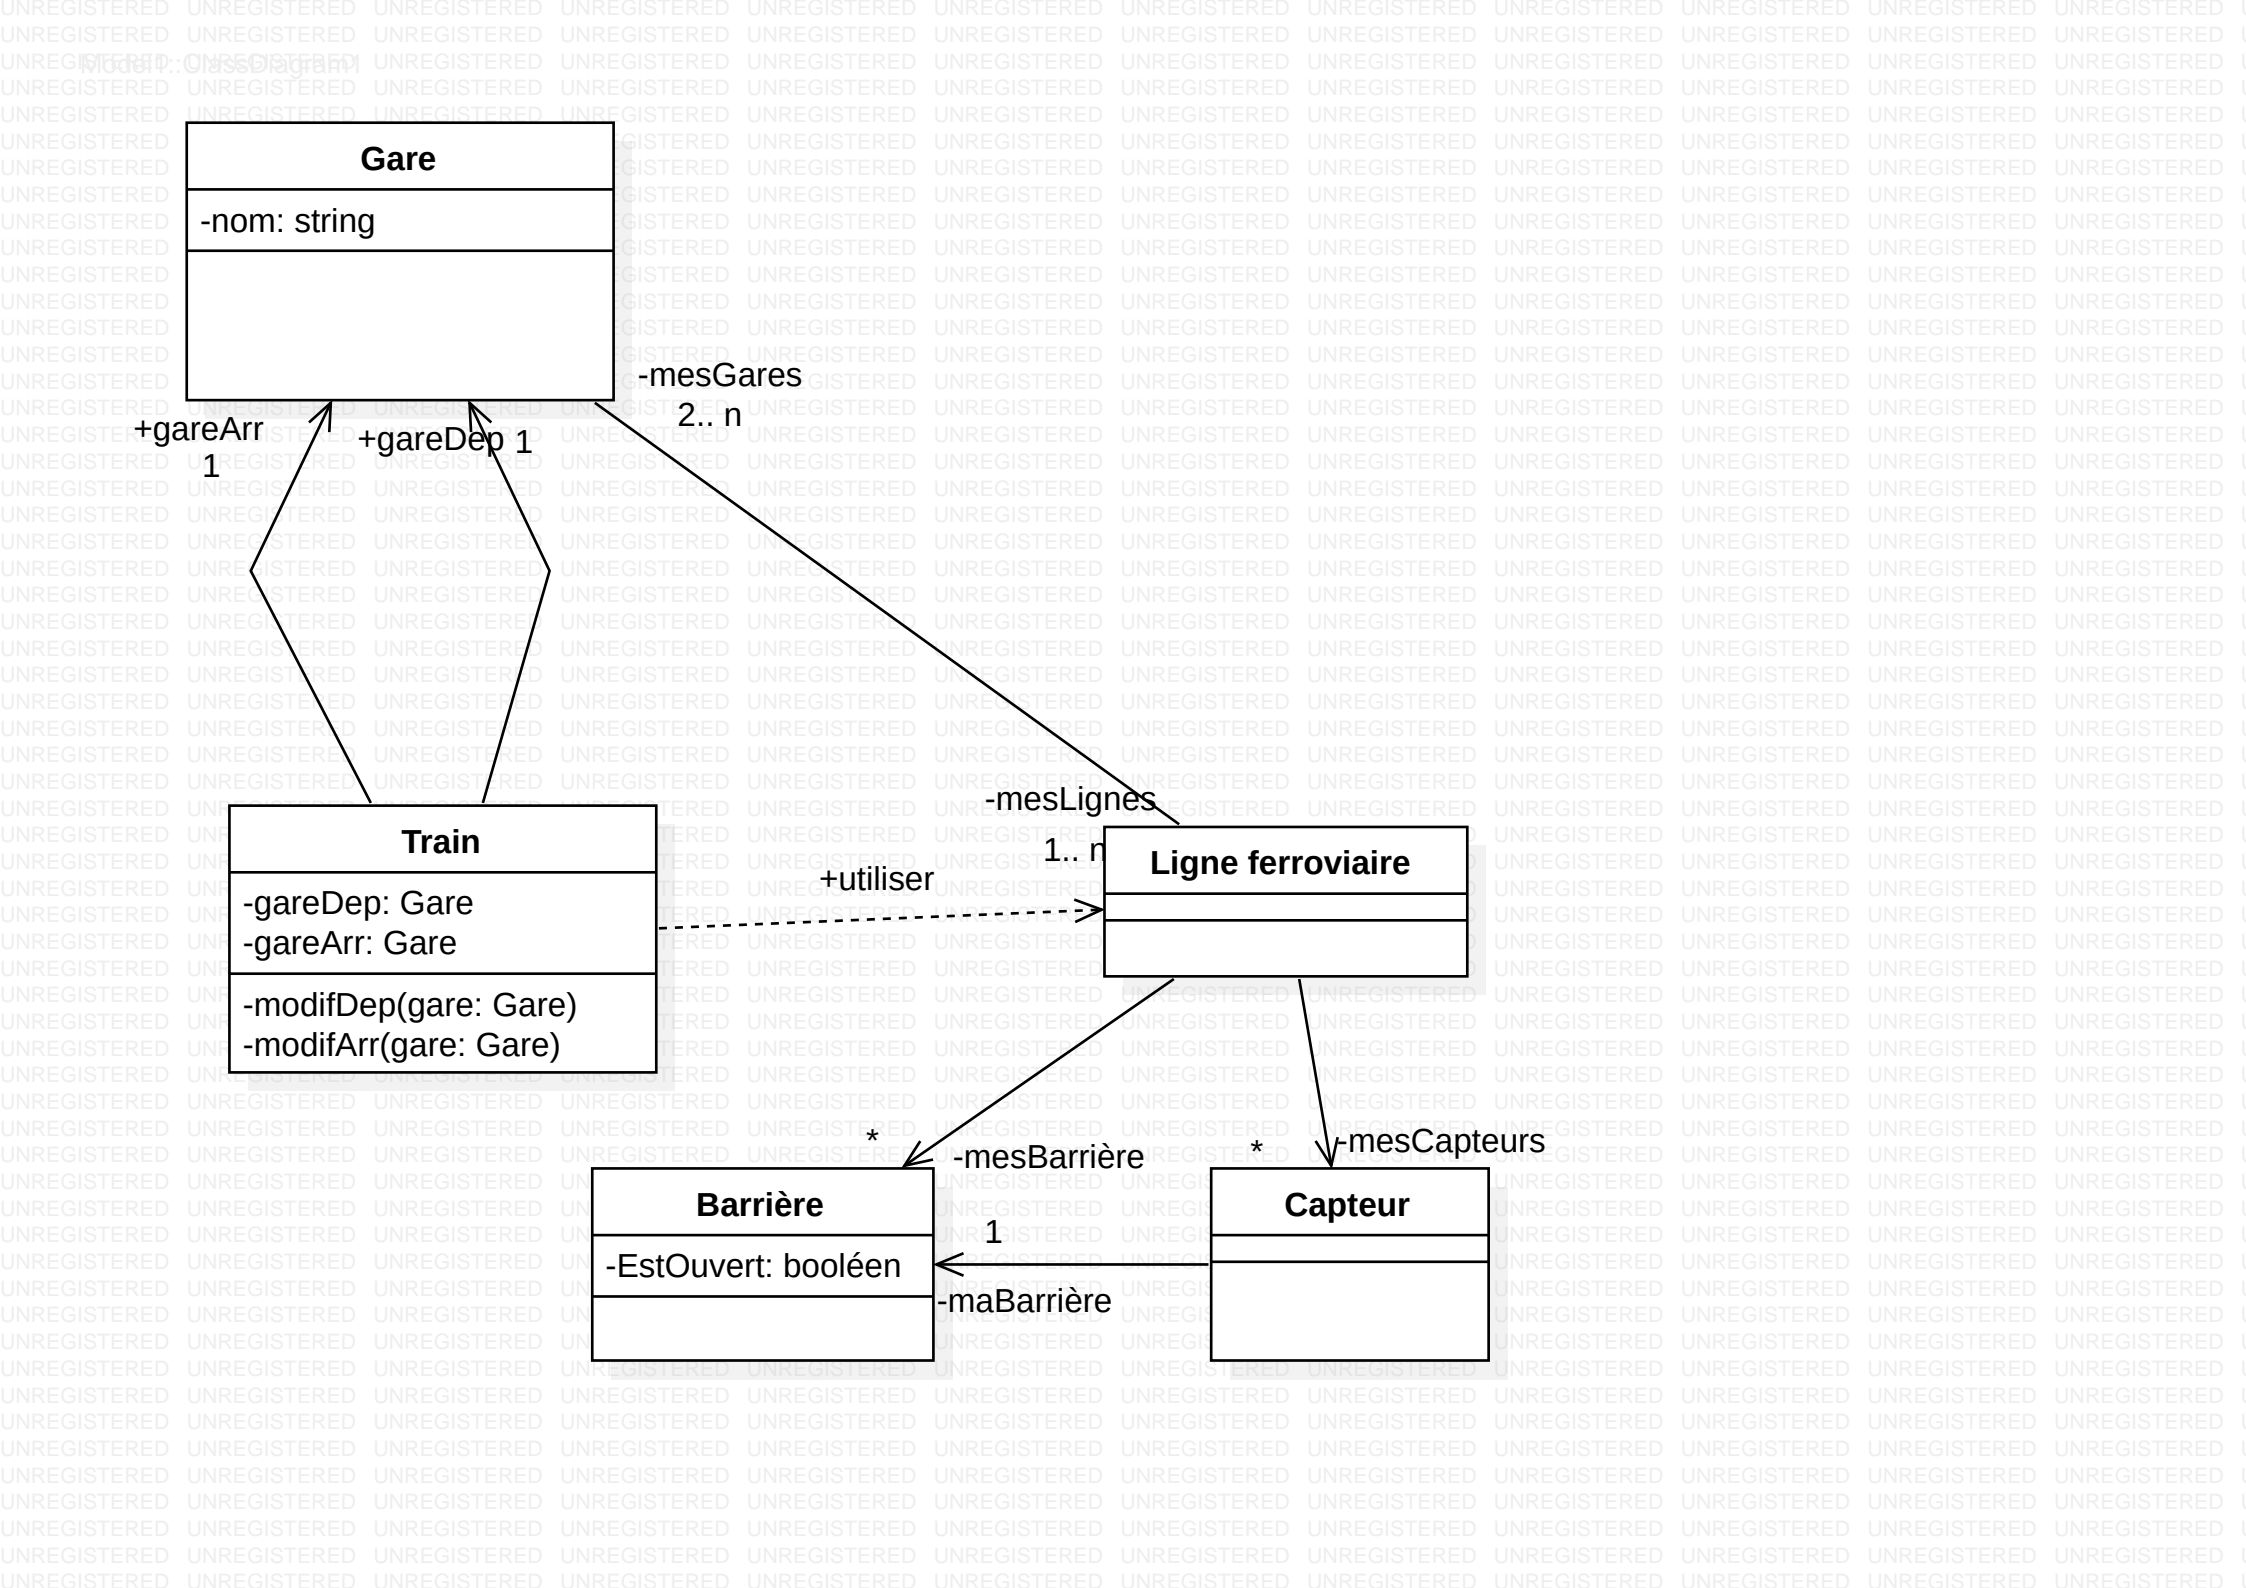 Model1::ClassDiagram1
Gare
-nom: string
-mesGares
2.. n
+gareArr
1
+gareDep 1
-mesLignes
1.. n
Train
-gareDep: Gare
-gareArr: Gare
-modifDep(gare: Gare)
-modifArr(gare: Gare)
+utiliser
Ligne ferroviaire
*
-mesBarrière
*
-mesCapteurs
Barrière
-EstOuvert: booléen
1
-maBarrière
Capteur
UNREGISTERED